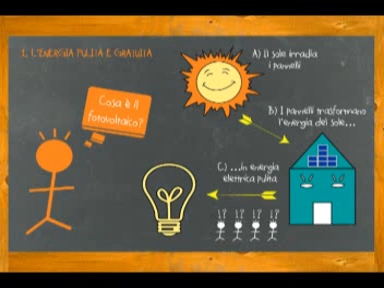 1. L'ENERGIA PULITA E GRATUITA
Cosa è il
fotovoltaico?
A) Il sole irradia
i pannelli
B) I pannelli trasformano
l'energia del sole...
C) ...in energia
elettrica pulita
!? !? !? !?